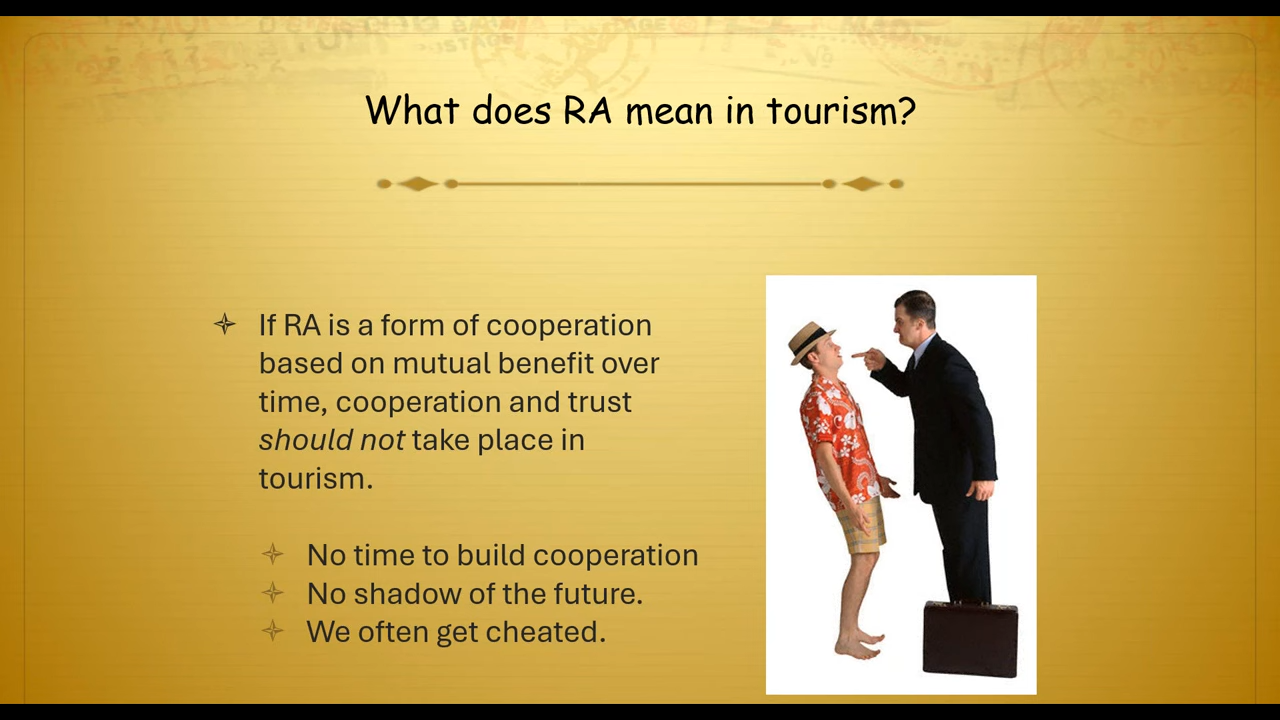 What does RA mean in tourism?
If RA is a form of cooperation
based on mutual benefit over
time, cooperation and trust
should not take place in
tourism.
No time to build cooperation
No shadow of the future.
We often get cheated.